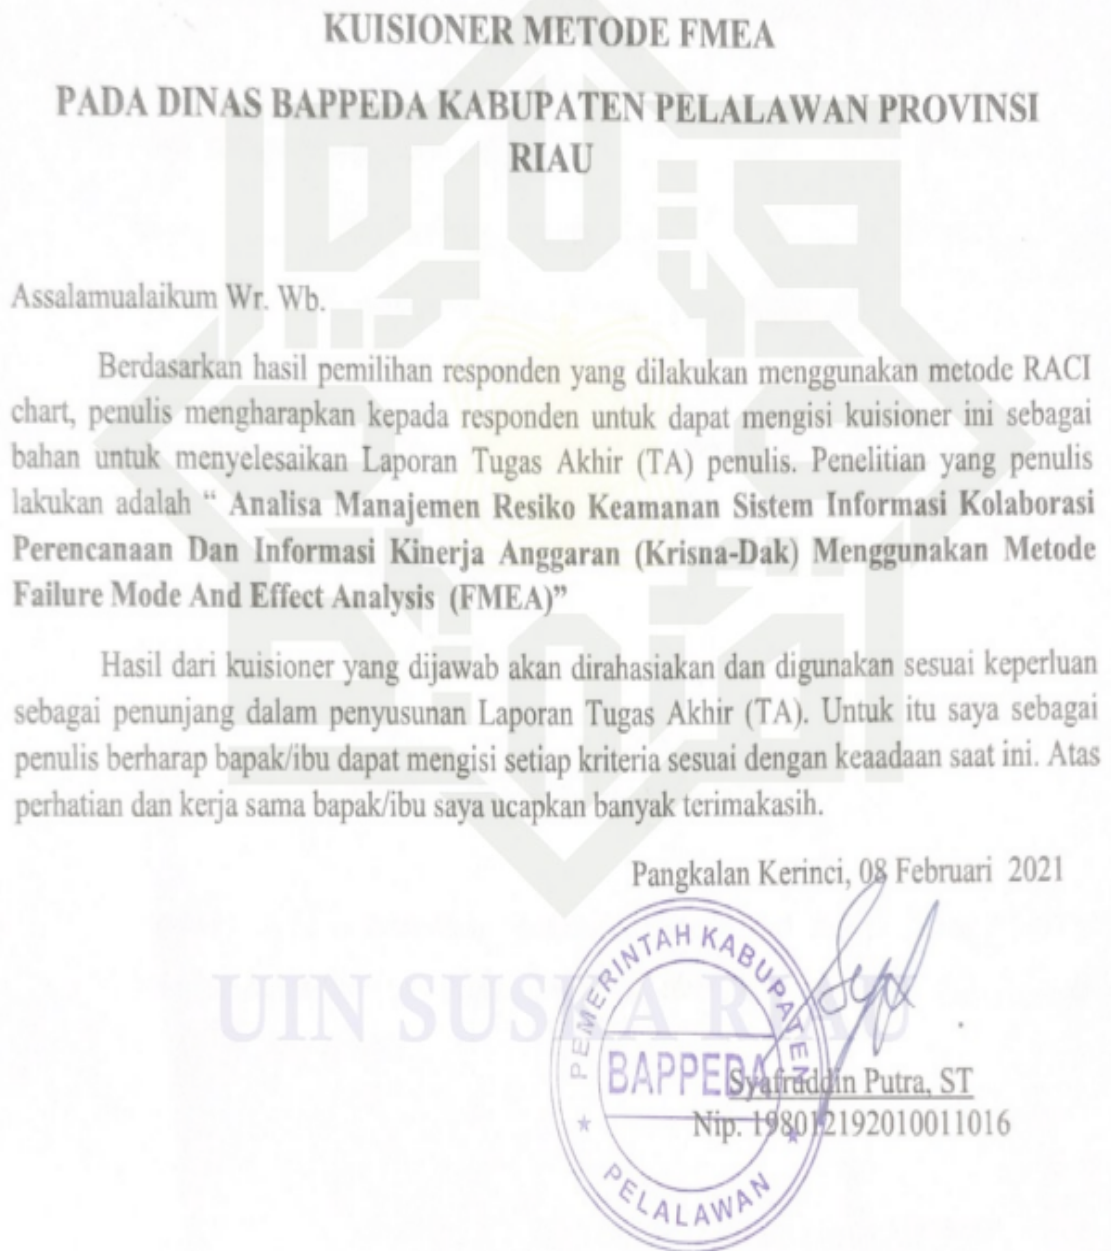 KUISIONER METODE FMEA
PADA DINAS BAPPEDA KABUPATEN PELALAWAN PROVINSI
RIAU
Assalamualaikum Wr. Wb.
Berdasarkan hasil pemilihan responden yang dilakukan menggunakan metode RACI
chart, penulis mengharapkan kepada responden untuk dapat mengisi kuisioner ini sebagai
bahan untuk menyelesaikan Laporan Tugas Akhir (TA) penulis. Penelitian yang penulis
lakukan adalah “ Analisa Manajemen Resiko Keamanan Sistem Informasi Kolaborasi
Perencanaan Dan Informasi Kinerja Anggaran (Krisna-Dak) Menggunakan Metode
Failure Mode And Effect Analysis (FMEA)”
Hasil dari kuisioner yang dijawab akan dirahasiakan dan digunakan sesuai keperluan
sebagai penunjang dalam penyusunan Laporan Tugas Akhir (TA). Untuk itu saya sebagai
penulis berharap bapak/ibu dapat mengisi setiap kriteria sesuai dengan keaadaan saat ini. Atas
perhatian dan kerja sama bapak/ibu saya ucapkan banyak terimakasih.
Pangkalan Kerinci, 08 Februari 2021
PEMERINTAH KABUPATEN
UIN SUSKA RIAU
BAPPEDA
Syafruddin Putra, ST
Nip. 198012192010011016
PELALAWAN